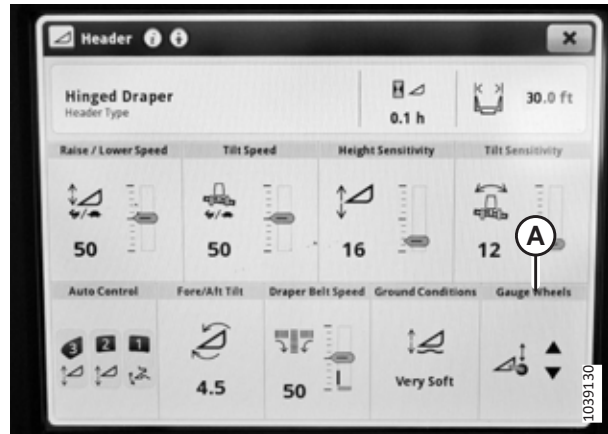 Header
Hinged Draper
Header Type
0.1 h
30.0 ft
Raise / Lower Speed
Tilt Speed
Height Sensitivity
Tilt Sensitivity
50
50
16
12
A
Auto Control
Fore/Aft Tilt
Draper Belt Speed
Ground Conditions
Gauge Wheels
3 2 1
4.5
50
Very Soft
1039130